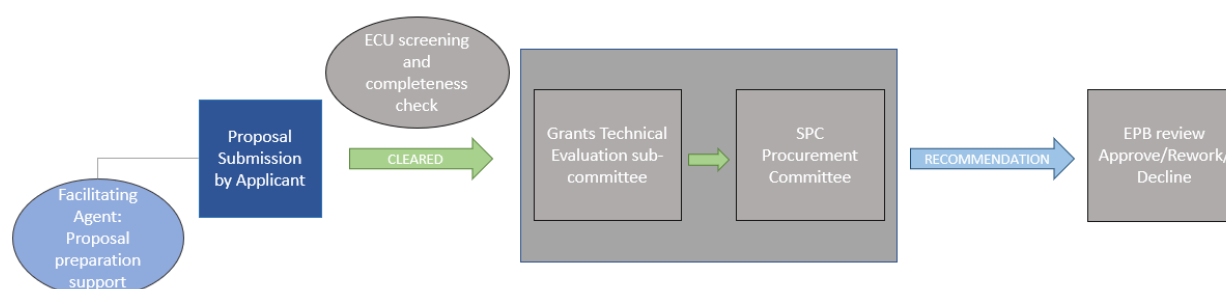 Facilitating
Agent:
Proposal
preparation
support
Proposal
Submission
by Applicant
ECU screening
and
completeness
check
CLEARED
Grants Technical
Evaluation sub-
committee
SPC
Procurement
Committee
RECOMMENDATION
EPB review
Approve/Rework/
Decline